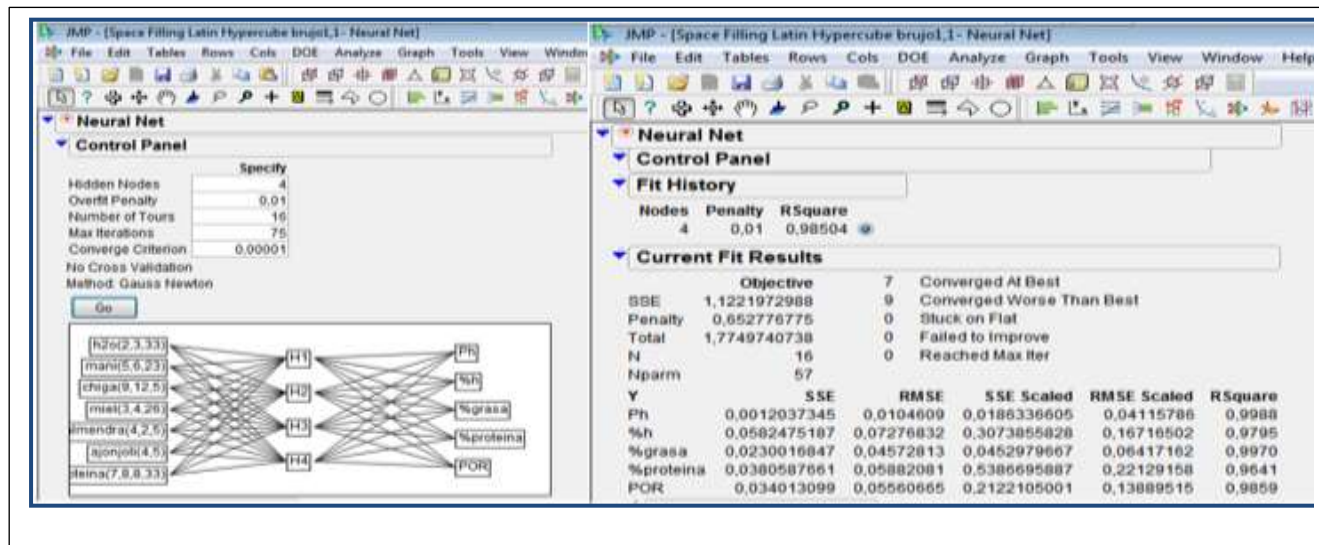 JMP - [Space Filling Latin Hypercube brujo1,1- Neural Net]
File Edit Tables Rows Cols DOE Analyze Graph Tools View Window
Neural Net
Control Panel
Specify
Hidden Nodes 4
Overfit Penalty 0,01
Number of Tours 16
Max Iterations 75
Converge Criterion 0,00001
No Cross Validation
Method: Gauss Newton
Go
h2o(2,3,33)
mani(5,6,23)
chiga(9,12,5)
miel(3,4,26)
lmendra(4,2,5)
ajonjoli(4,5)
oteina(7,8,8,33)
H1
H2
H3
H4
Ph
%h
%grasa
%proteina
POR
JMP - [Space Filling Latin Hypercube brujo1,1- Neural Net]
File Edit Tables Rows Cols DOE Analyze Graph Tools View Window Help
Neural Net
Control Panel
Fit History
Nodes Penalty RSquare
4 0,01 0,98504
Current Fit Results
Objective 7 Converged At Best
SSE 1,1221972988 9 Converged Worse Than Best
Penalty 0,652776775 0 Stuck on Flat
Total 1,7749740738 0 Failed to Improve
N 16 0 Reached Max Iter
Nparm 57
Y SSE RMSE SSE Scaled RMSE Scaled RSquare
Ph 0,0012037345 0,0104609 0,0186336605 0,04115786 0,9988
%h 0,0582475187 0,07276832 0,3073855828 0,16716502 0,9795
%grasa 0,0230016847 0,04572813 0,0452979667 0,06417162 0,9970
%proteina 0,0380587661 0,05882081 0,5386695887 0,22129158 0,9641
POR 0,034013099 0,05560665 0,2122105001 0,13889515 0,9859